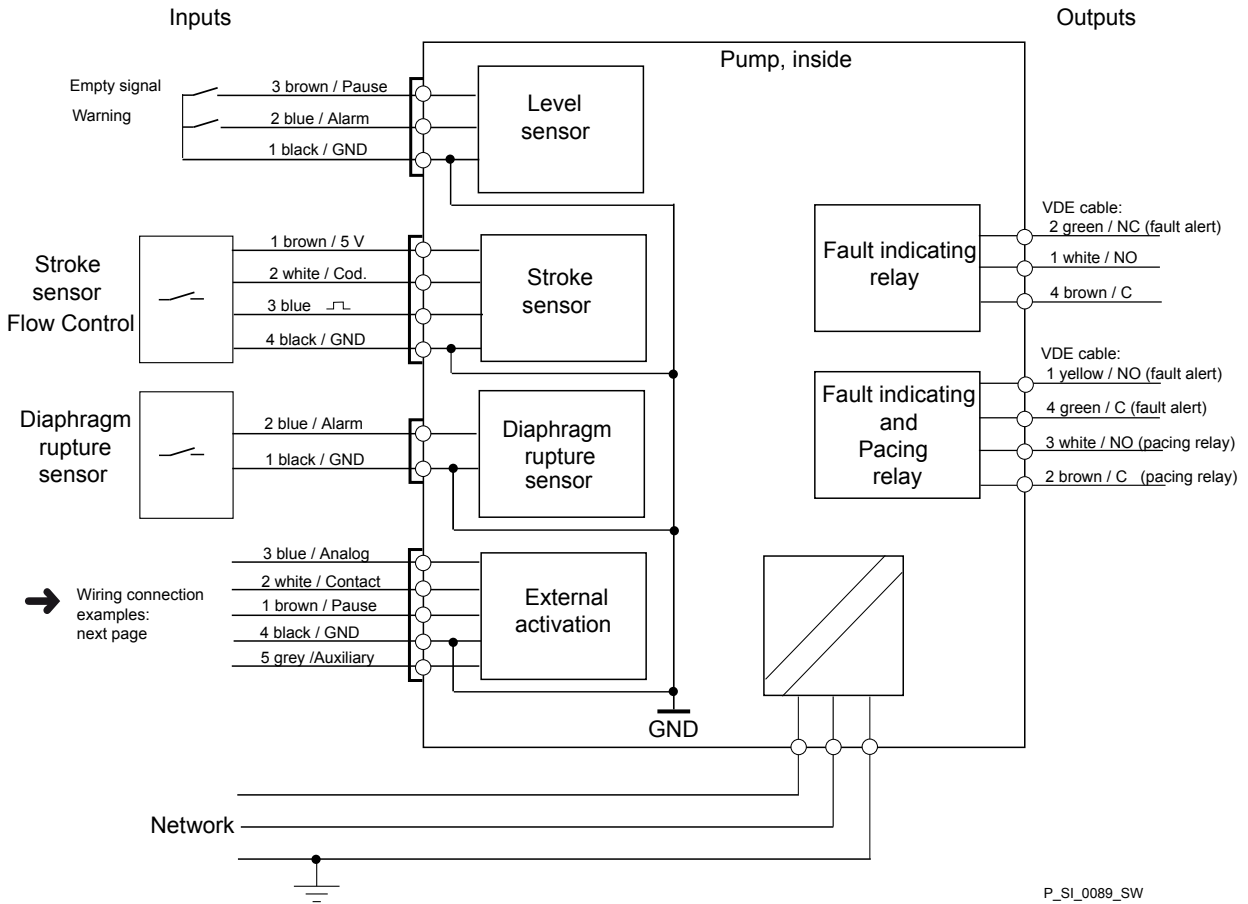 Inputs
Outputs
Pump, inside
Empty signal
Warning
3 brown / Pause
2 blue / Alarm
1 black / GND
Level
sensor
Stroke
sensor
Flow Control
1 brown / 5 V
2 white / Cod.
3 blue
4 black / GND
Stroke
sensor
Diaphragm
rupture
sensor
2 blue / Alarm
1 black / GND
Diaphragm
rupture
sensor
Wiring connection
examples:
next page
3 blue / Analog
2 white / Contact
1 brown / Pause
4 black / GND
5 grey /Auxiliary
External
activation
GND
Fault indicating
relay
VDE cable:
2 green / NC (fault alert)
1 white / NO
4 brown / C
Fault indicating
and
Pacing
relay
VDE cable:
1 yellow / NO (fault alert)
4 green / C (fault alert)
3 white / NO (pacing relay)
2 brown / C (pacing relay)
Network
P_SI_0089_SW